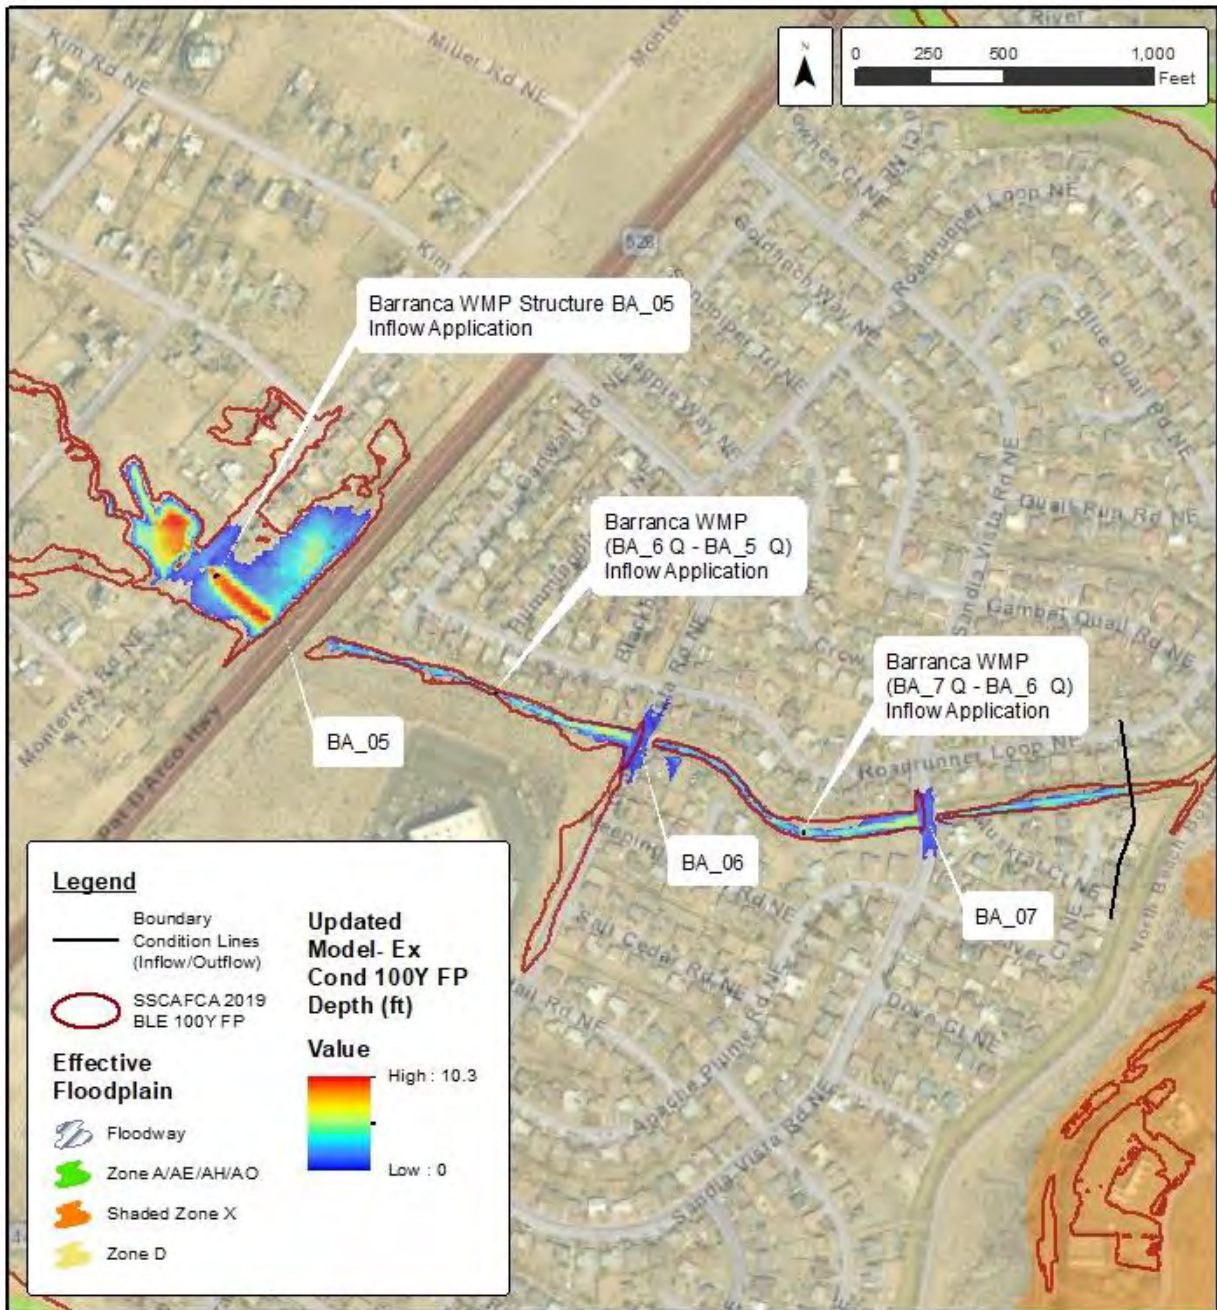 River
N
0 250 500 1,000
Feet
Kim Rd NE
Miller Rd NE
528
Roadrunner Loop NE
Goldfinch Way NE
Blue Quail Rd NE
Magpie Way NE
Barranca WMP Structure BA_05
Inflow Application
Sandia Vista Rd NE
Quail Run Rd NE
Gambel Quail Rd NE
Barranca WMP
(BA_6 Q - BA_5 Q)
Inflow Application
Barranca WMP
(BA_7 Q - BA_6 Q)
Inflow Application
Monterrey Rd NE
BA_05
Roadrunner Loop NE
BA_06
BA_07
Muskrat Ct NE
Sail Cedar Rd NE
Dove Ct NE
Apache Plume Rd NE
Sandia Vista Rd NE
Legend
Boundary
Condition Lines
(Inflow/Outflow)
SSCAFCA 2019
BLE 100Y FP
Effective
Floodplain
Floodway
Zone A/AE/AH/AO
Shaded Zone X
Zone D
Updated
Model- Ex
Cond 100Y FP
Depth (ft)
Value
High : 10.3
Low : 0